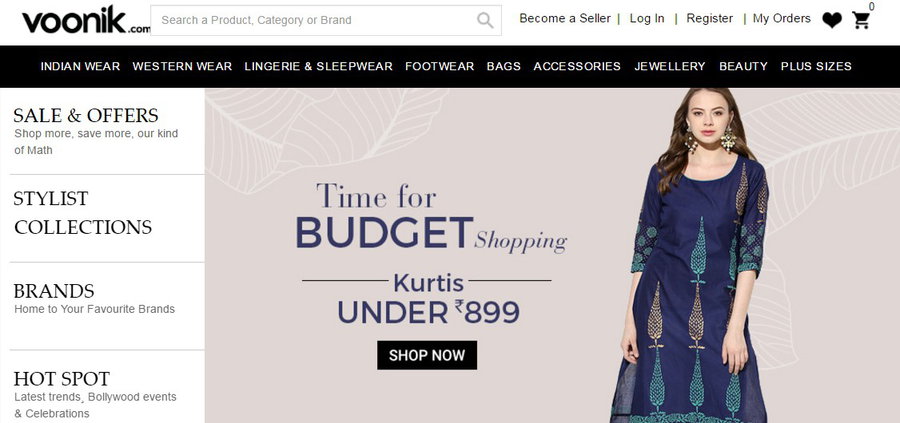 voonik.com
Search a Product, Category or Brand
Become a Seller | Log In | Register | My Orders
0
INDIAN WEAR WESTERN WEAR LINGERIE & SLEEPWEAR FOOTWEAR BAGS ACCESSORIES JEWELLERY BEAUTY PLUS SIZES
SALE & OFFERS
Shop more, save more, our kind
of Math
STYLIST
COLLECTIONS
BRANDS
Home to Your Favourite Brands
HOT SPOT
Latest trends, Bollywood events
& Celebrations
Time for
BUDGET Shopping
Kurtis
UNDER ₹899
SHOP NOW